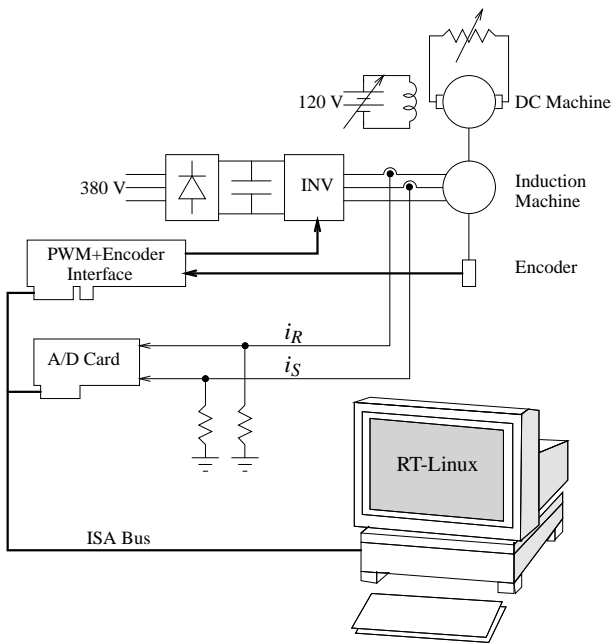 120 V
DC Machine
380 V
INV
Induction
Machine
PWM+Encoder
Interface
Encoder
A/D Card
i_R
i_S
RT-Linux
ISA Bus